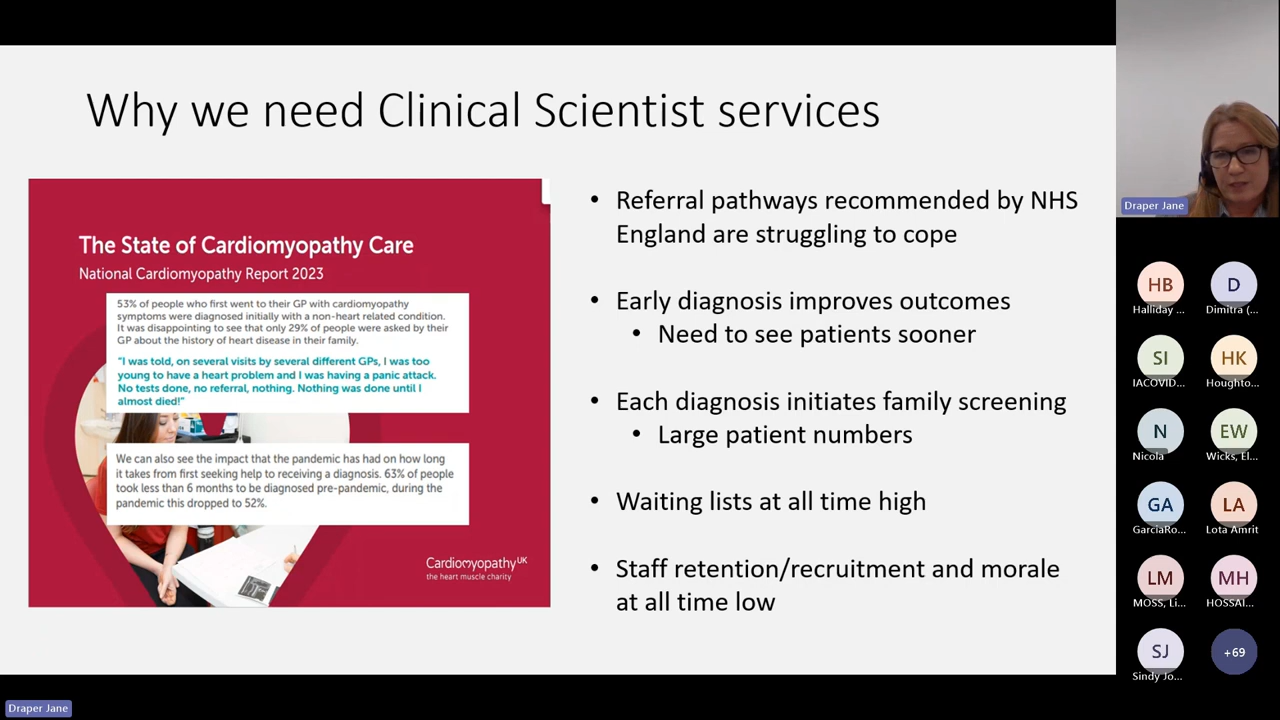 Why we need Clinical Scientist services
The State of Cardiomyopathy Care
National Cardiomyopathy Report 2023
53% of people who first went to their GP with cardiomyopathy
symptoms were diagnosed initially with a non-heart related condition.
It was disappointing to see that only 29% of people were asked by their
GP about the history of heart disease in their family.
"I was told, on several visits by several different GPs, I was too
young to have a heart problem and I was having a panic attack.
No tests done, no referral, nothing. Nothing was done until I
almost died!"
We can also see the impact that the pandemic has had on how long
it takes from first seeking help to receiving a diagnosis. 63% of people
took less than 6 months to be diagnosed pre-pandemic, during the
pandemic this dropped to 52%.
Cardiomyopathy UK
the heart muscle charity
• Referral pathways recommended by NHS
England are struggling to cope
• Early diagnosis improves outcomes
• Need to see patients sooner
• Each diagnosis initiates family screening
• Large patient numbers
• Waiting lists at all time high
• Staff retention/recruitment and morale
at all time low
Draper Jane
HB
Halliday ...
D
Dimitra (...
SI
IACOVID...
HK
Houghto...
N
Nicola
EW
Wicks, El...
GA
GarciaRo...
LA
Lota Amrit
LM
MOSS, Li...
MH
HOSSAI...
SJ
Sindy Jo...
+69
Draper Jane